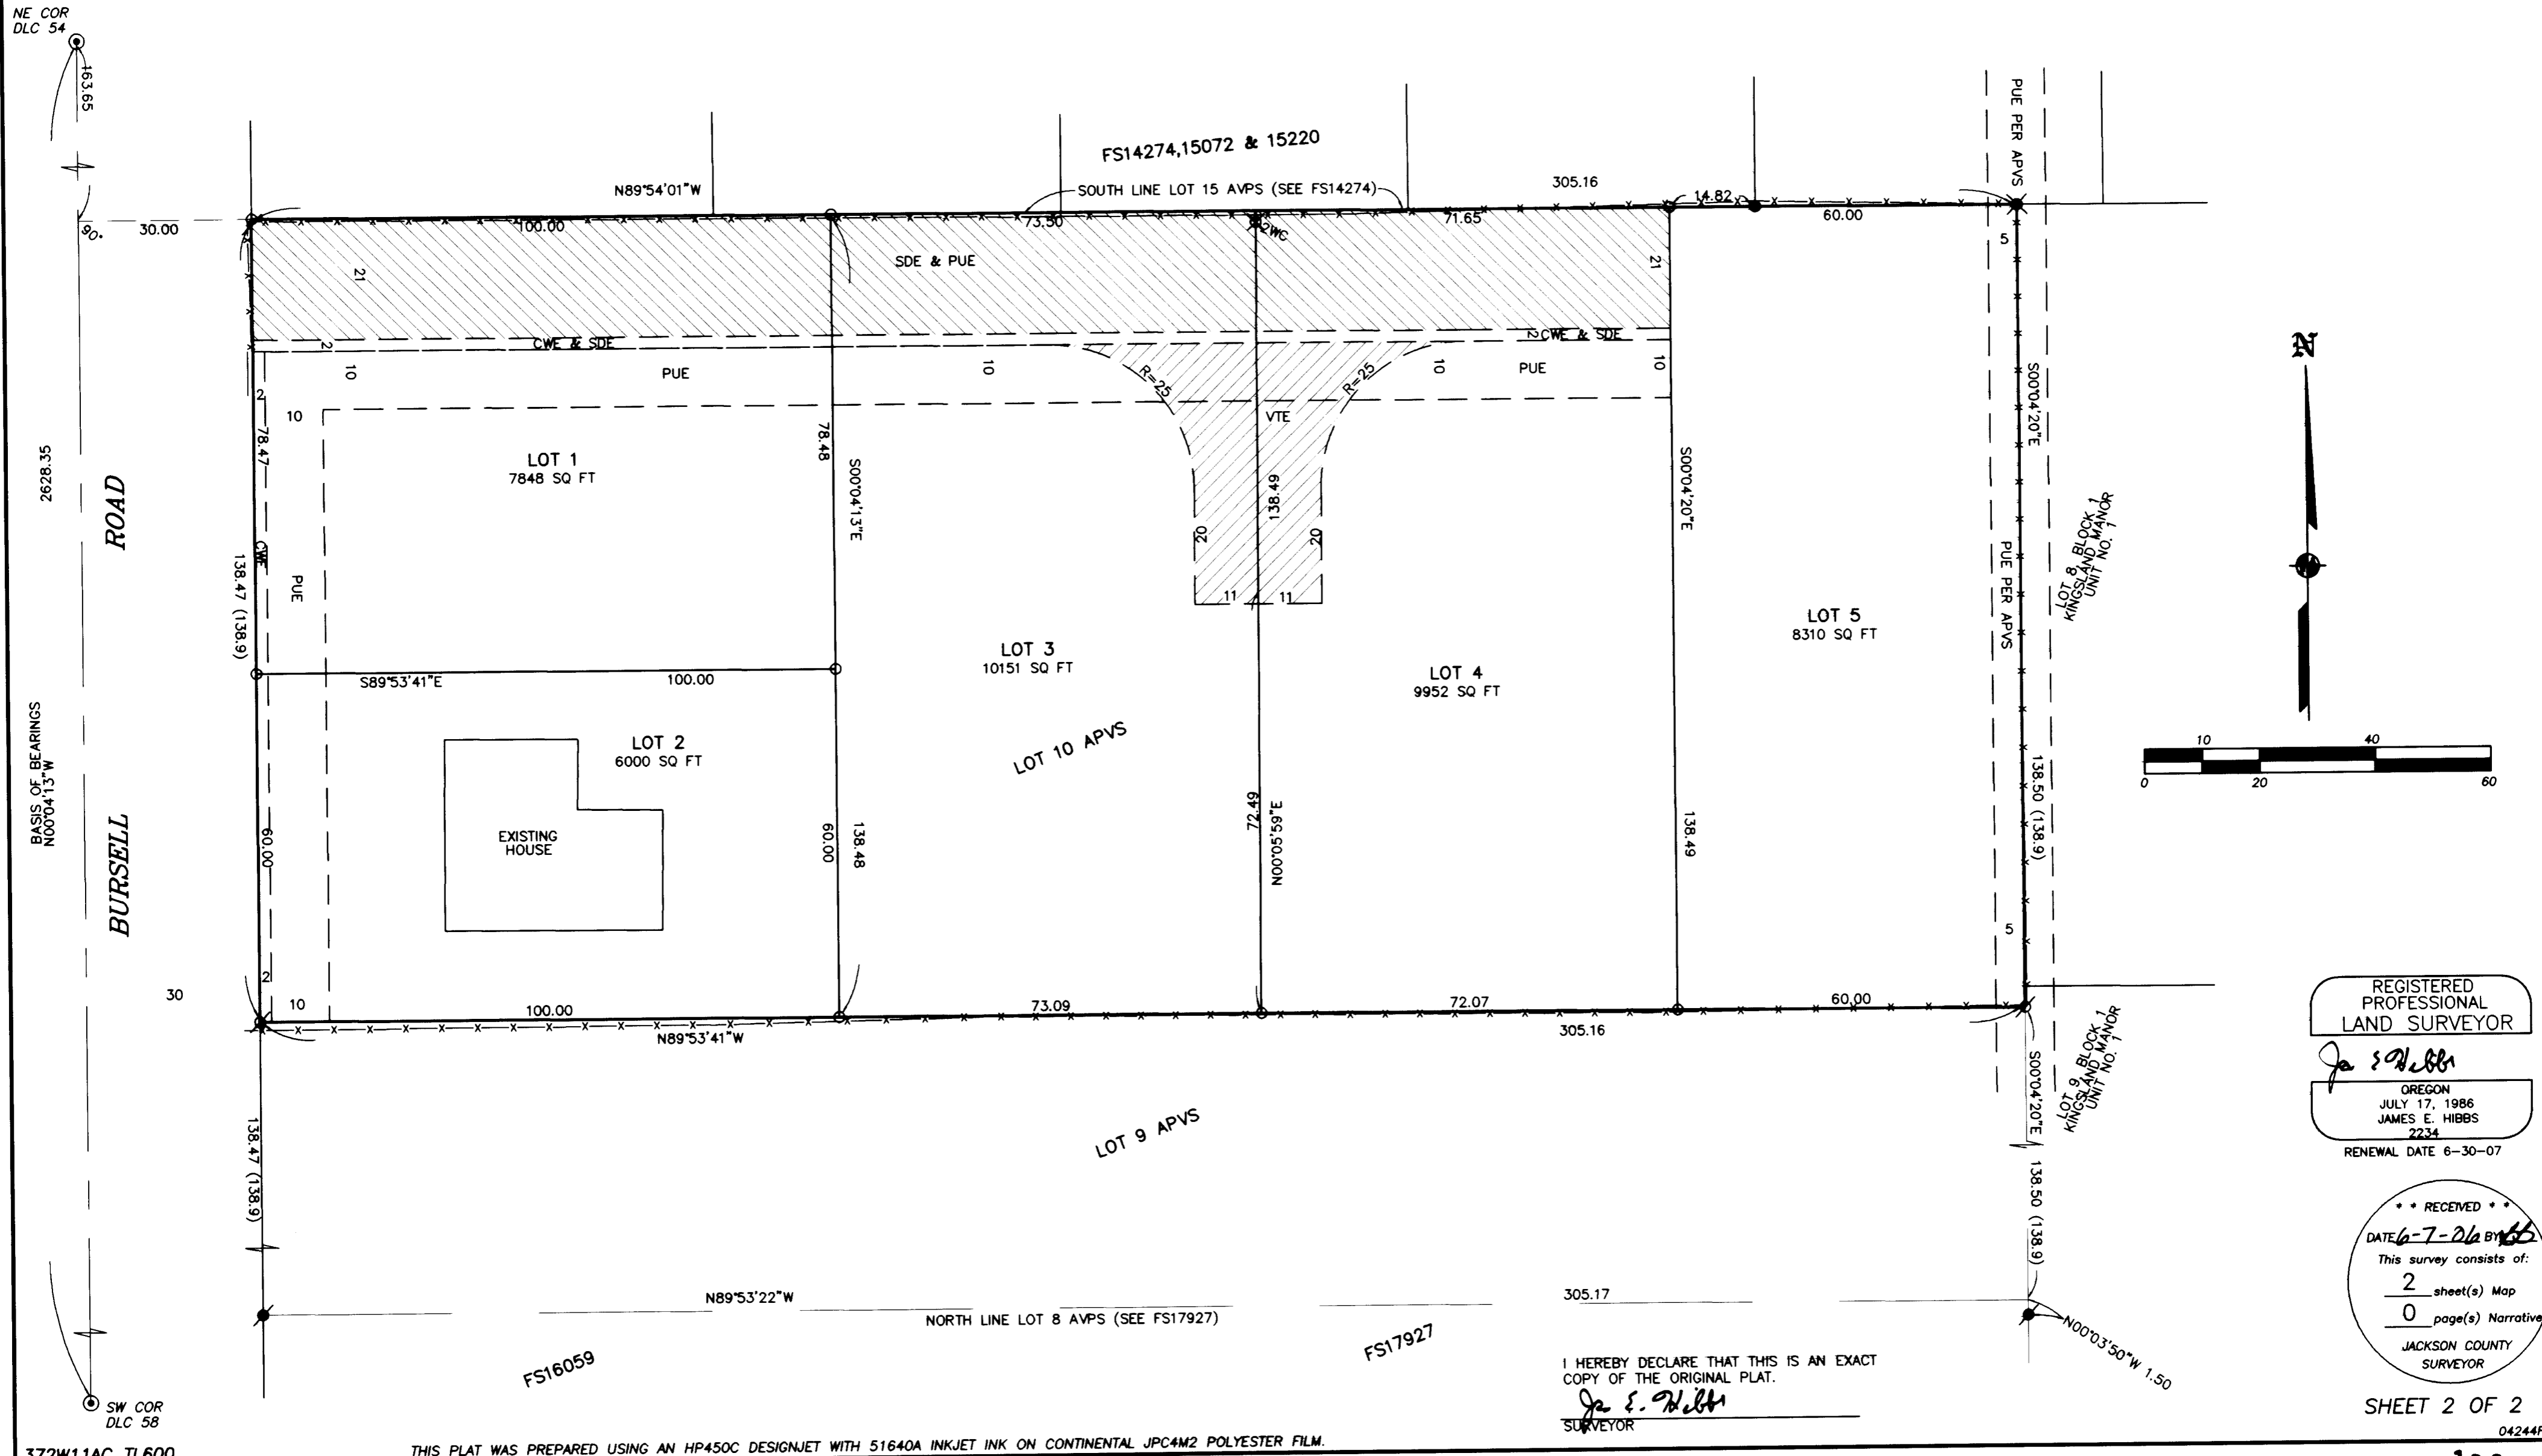 NE COR
DLC 54
163.65
FS14274,15072 & 15220
PUE PER APVS
N89°54'01"W
SOUTH LINE LOT 15 AVPS (SEE FS14274)
305.16
14.82
90°
30.00
100.00
73.50
2WC
71.65
60.00
5
21
SDE & PUE
21
2
CWE & SDE
2
CWE & SDE
10
PUE
10
R=25
R=25
10
PUE
10
2
10
78.47
VTE
78.48
S00°04'13"E
LOT 1
7848 SQ FT
138.49
S00°04'20"E
S00°04'20"E
N
2628.35
ROAD
CWE
PUE
138.47 (138.9)
20
20
11
11
PUE PER APVS
LOT 8, BLOCK 1
KINGSLAND MANOR
UNIT NO. 1
LOT 5
8310 SQ FT
LOT 3
10151 SQ FT
LOT 4
9952 SQ FT
S89°53'41"E
100.00
BASIS OF BEARINGS
N00°04'13"W
LOT 2
6000 SQ FT
LOT 10 APVS
10
40
0
20
60
138.50 (138.9)
BURSELL
60.00
EXISTING
HOUSE
60.00
138.48
72.49
N00°05'59"E
138.49
5
30
2
10
100.00
73.09
72.07
60.00
N89°53'41"W
305.16
REGISTERED
PROFESSIONAL
LAND SURVEYOR
OREGON
JULY 17, 1986
JAMES E. HIBBS
2234
RENEWAL DATE 6-30-07
LOT 9, BLOCK 1
KINGSLAND MANOR
UNIT NO. 1
S00°04'20"E
138.47 (138.9)
LOT 9 APVS
138.50 (138.9)
* * RECEIVED * *
DATE 6-7-06 BY
This survey consists of:
2 sheet(s) Map
0 page(s) Narrative
JACKSON COUNTY
SURVEYOR
N89°53'22"W
305.17
NORTH LINE LOT 8 AVPS (SEE FS17927)
N00°03'50"W 1.50
FS16059
FS17927
I HEREBY DECLARE THAT THIS IS AN EXACT
COPY OF THE ORIGINAL PLAT.
SURVEYOR
SW COR
DLC 58
SHEET 2 OF 2
372W11AC TL600
THIS PLAT WAS PREPARED USING AN HP450C DESIGNJET WITH 51640A INKJET INK ON CONTINENTAL JPC4M2 POLYESTER FILM.